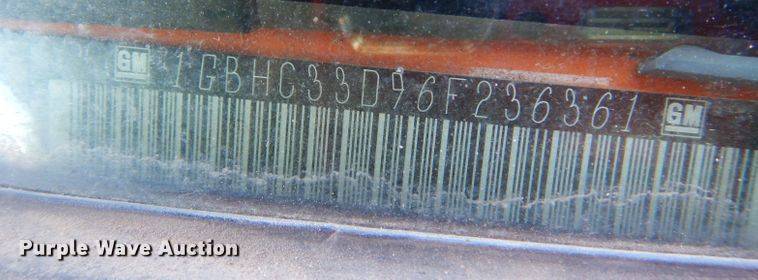 GM 1GBHC33D96F236361 GM
Purple Wave Auction